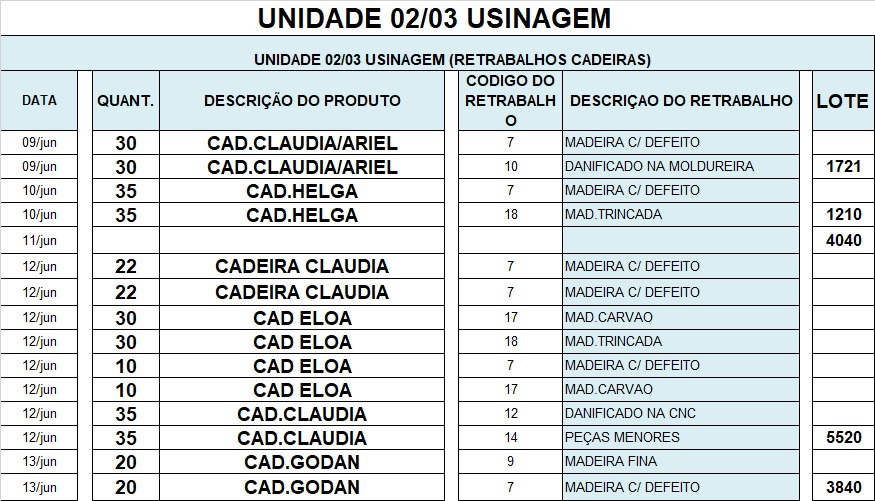 UNIDADE 02/03 USINAGEM
UNIDADE 02/03 USINAGEM (RETRABALHOS CADEIRAS)
DATA QUANT. DESCRIÇÃO DO PRODUTO CODIGO DO RETRABALHO DESCRIÇAO DO RETRABALHO LOTE
09/jun 30 CAD.CLAUDIA/ARIEL 7 MADEIRA C/ DEFEITO
09/jun 30 CAD.CLAUDIA/ARIEL 10 DANIFICADO NA MOLDUREIRA 1721
10/jun 35 CAD.HELGA 7 MADEIRA C/ DEFEITO
10/jun 35 CAD.HELGA 18 MAD.TRINCADA 1210
11/jun 4040
12/jun 22 CADEIRA CLAUDIA 7 MADEIRA C/ DEFEITO
12/jun 22 CADEIRA CLAUDIA 7 MADEIRA C/ DEFEITO
12/jun 30 CAD ELOA 17 MAD.CARVAO
12/jun 30 CAD ELOA 18 MAD.TRINCADA
12/jun 10 CAD ELOA 7 MADEIRA C/ DEFEITO
12/jun 10 CAD ELOA 17 MAD.CARVAO
12/jun 35 CAD.CLAUDIA 12 DANIFICADO NA CNC
12/jun 35 CAD.CLAUDIA 14 PEÇAS MENORES 5520
13/jun 20 CAD.GODAN 9 MADEIRA FINA
13/jun 20 CAD.GODAN 7 MADEIRA C/ DEFEITO 3840